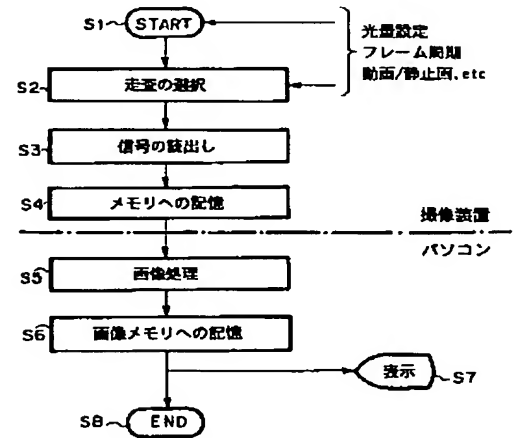 S1 START
光量設定
フレーム周期
動画/静止画,etc
S2 走査の選択
S3 信号の読出し
S4 メモリへの記憶
撮像装置
パソコン
S5 画像処理
S6 画像メモリへの記憶
表示 S7
S8 END